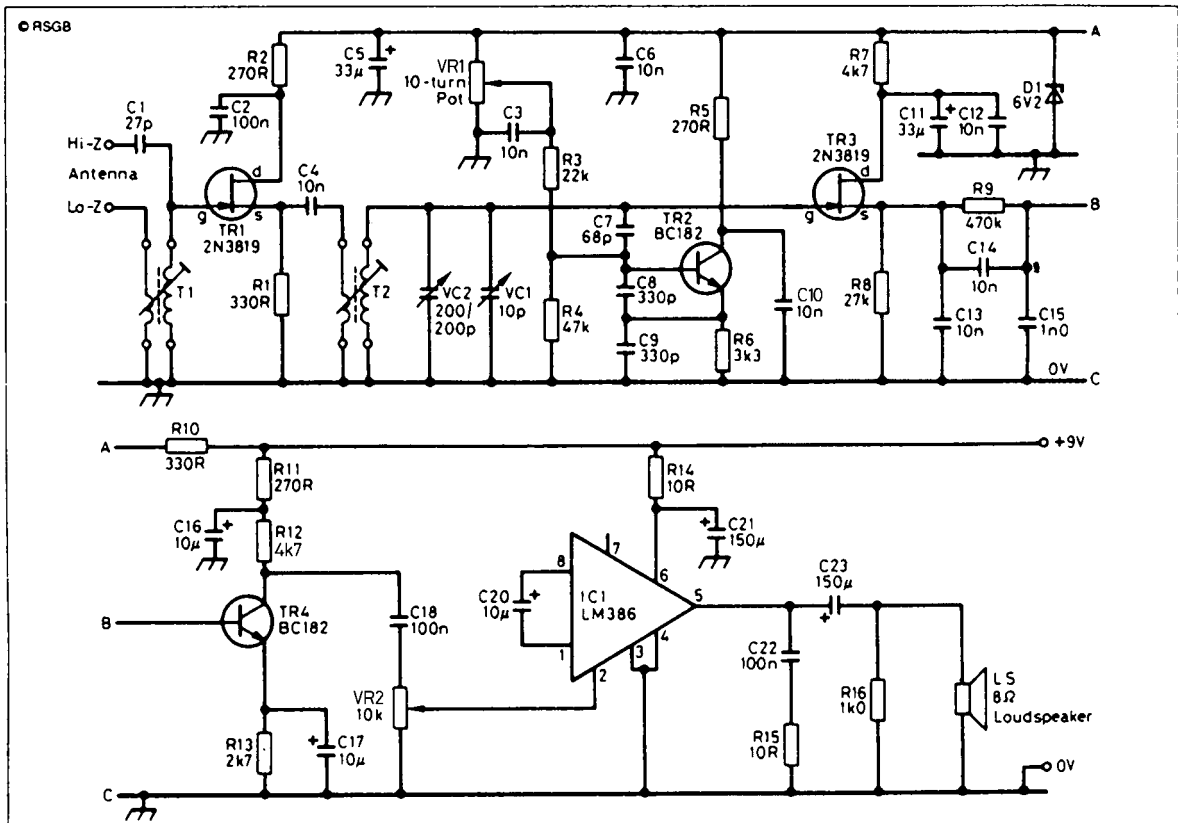 © RSGB
R2
270R
C5
33µ
+
VR1
10-turn
Pot
C6
10n
R7
4k7
A
C2
100n
C1
27p
Hi-Z
Antenna
Lo-Z
C3
10n
R5
270R
C11
33µ
+
C12
10n
D1
6V2
TR3
2N3819
d
g
s
R3
22k
C4
10n
d
g
s
TR1
2N3819
C7
68p
TR2
BC182
R9
470k
B
T1
R1
330R
T2
VC2
200/
200p
VC1
10p
R4
47k
C8
330p
C9
330p
R6
3k3
C10
10n
R8
27k
C14
10n
C13
10n
C15
1n0
0V
C
A
R10
330R
+9V
R11
270R
R14
10R
C16
10µ
+
R12
4k7
7
8
6
+
C21
150µ
C23
150µ
+
C20
10µ
+
IC1
LM386
5
B
TR4
BC182
C18
100n
1
2
3
4
C22
100n
VR2
10k
R16
1k0
LS
8Ω
Loudspeaker
R13
2k7
+
C17
10µ
R15
10R
0V
C